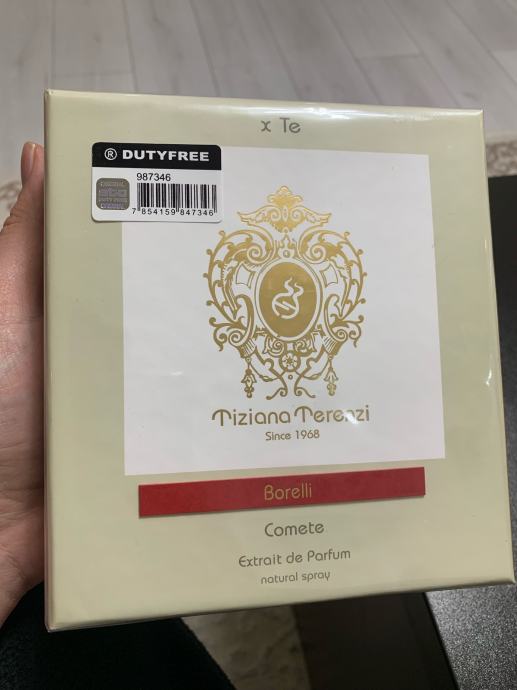 x Te
® DUTYFREE
987346
7 854159 847346
Tiziana Terenzi
Since 1968
Borelli
Comete
Extrait de Parfum
natural spray